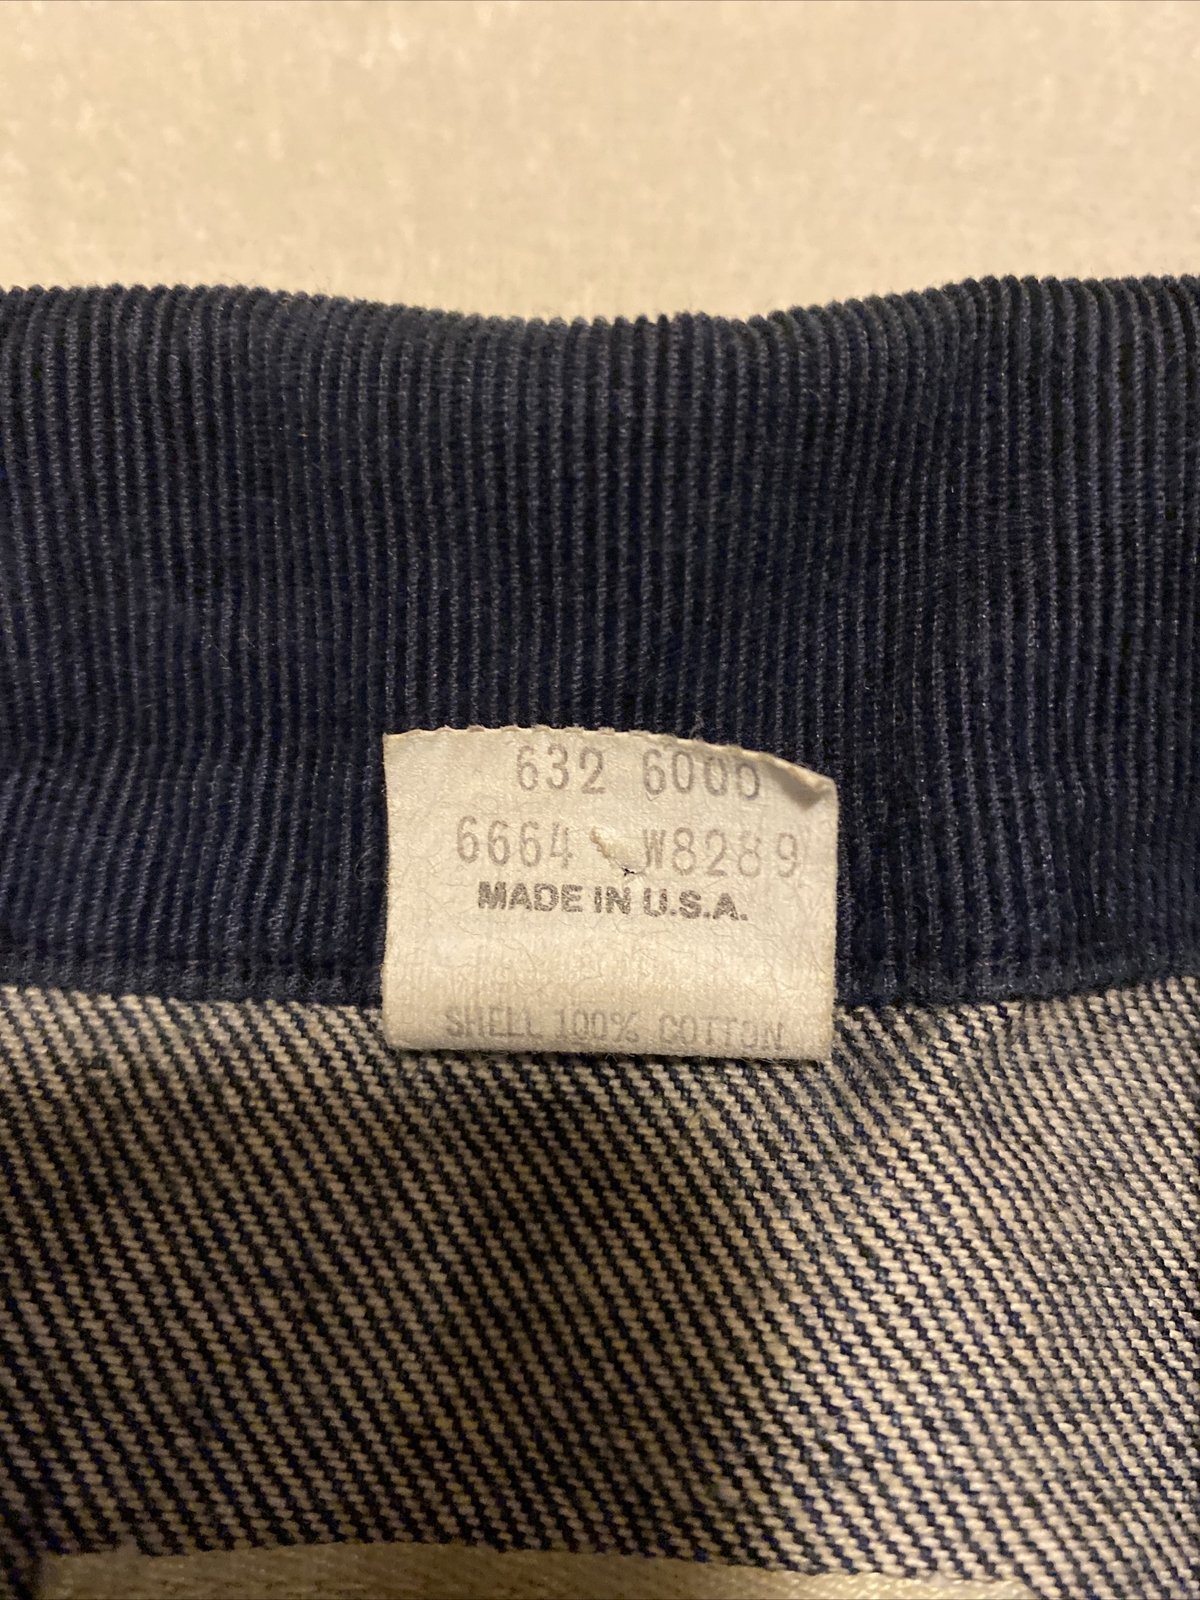 632 6000
6664 W8289
MADE IN U.S.A.
SHELL 100% COTTON